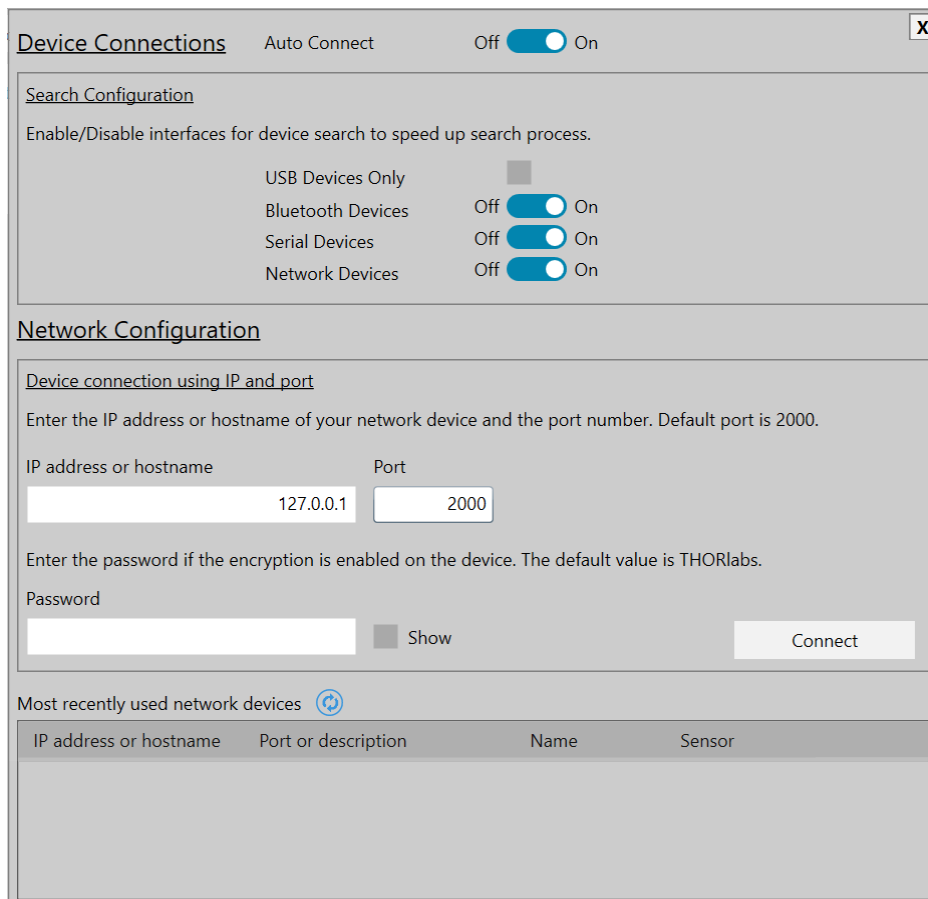 Device Connections Auto Connect Off On X
Search Configuration
Enable/Disable interfaces for device search to speed up search process.
USB Devices Only
Bluetooth Devices Off On
Serial Devices Off On
Network Devices Off On
Network Configuration
Device connection using IP and port
Enter the IP address or hostname of your network device and the port number. Default port is 2000.
IP address or hostname Port
127.0.0.1 2000
Enter the password if the encryption is enabled on the device. The default value is THORlabs.
Password
Show Connect
Most recently used network devices
IP address or hostname Port or description Name Sensor